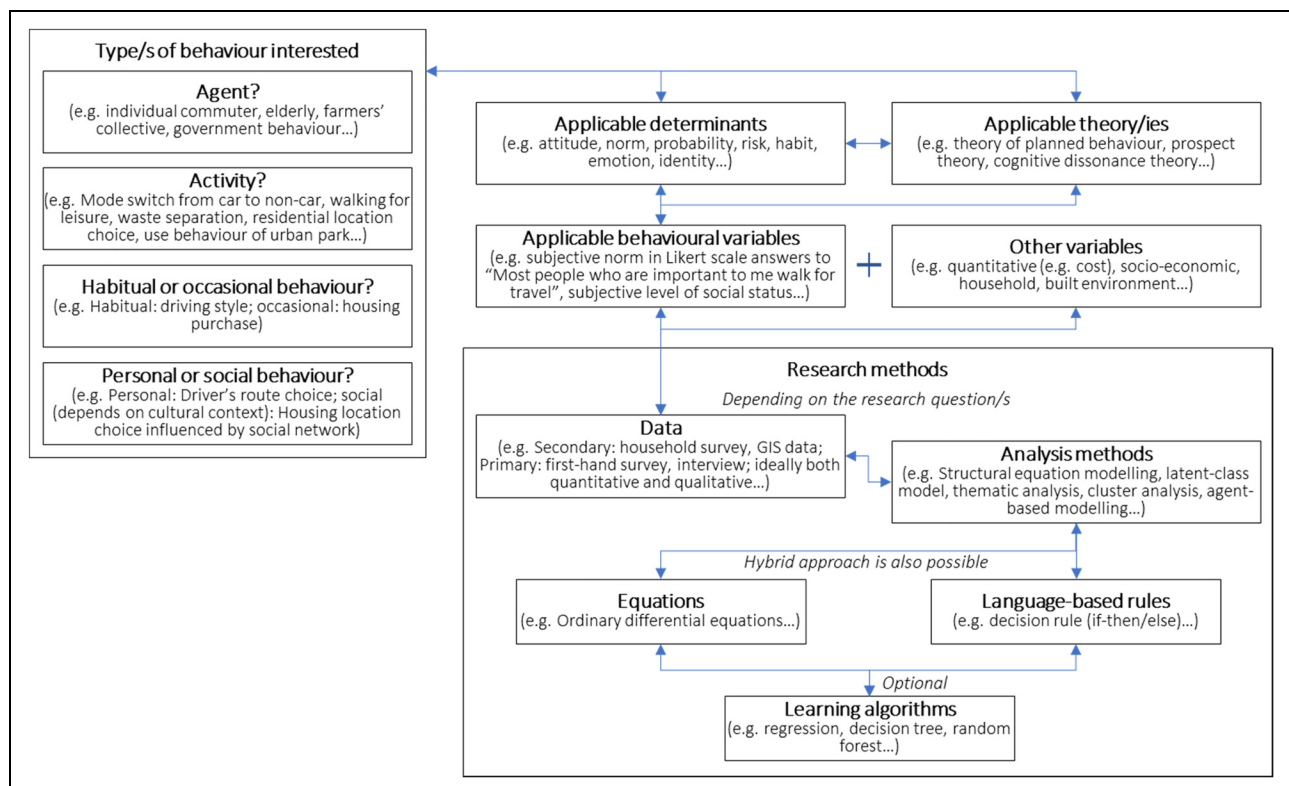 Type/s of behaviour interested
Agent?
(e.g. individual commuter, elderly, farmers'
collective, government behaviour...)
Activity?
(e.g. Mode switch from car to non-car, walking for
leisure, waste separation, residential location
choice, use behaviour of urban park...)
Habitual or occasional behaviour?
(e.g. Habitual: driving style; occasional: housing
purchase)
Personal or social behaviour?
(e.g. Personal: Driver's route choice; social
(depends on cultural context): Housing location
choice influenced by social network)
Applicable determinants
(e.g. attitude, norm, probability, risk, habit,
emotion, identity...)
Applicable theory/ies
(e.g. theory of planned behaviour, prospect
theory, cognitive dissonance theory...)
Applicable behavioural variables
(e.g. subjective norm in Likert scale answers to
"Most people who are important to me walk for
travel", subjective level of social status...)
+
Other variables
(e.g. quantitative (e.g. cost), socio-economic,
household, built environment...)
Research methods
Depending on the research question/s
Data
(e.g. Secondary: household survey, GIS data;
Primary: first-hand survey, interview; ideally both
quantitative and qualitative...)
Analysis methods
(e.g. Structural equation modelling, latent-class
model, thematic analysis, cluster analysis, agent-
based modelling...)
Hybrid approach is also possible
Equations
(e.g. Ordinary differential equations...)
Language-based rules
(e.g. decision rule (if-then/else)...)
Optional
Learning algorithms
(e.g. regression, decision tree, random
forest...)